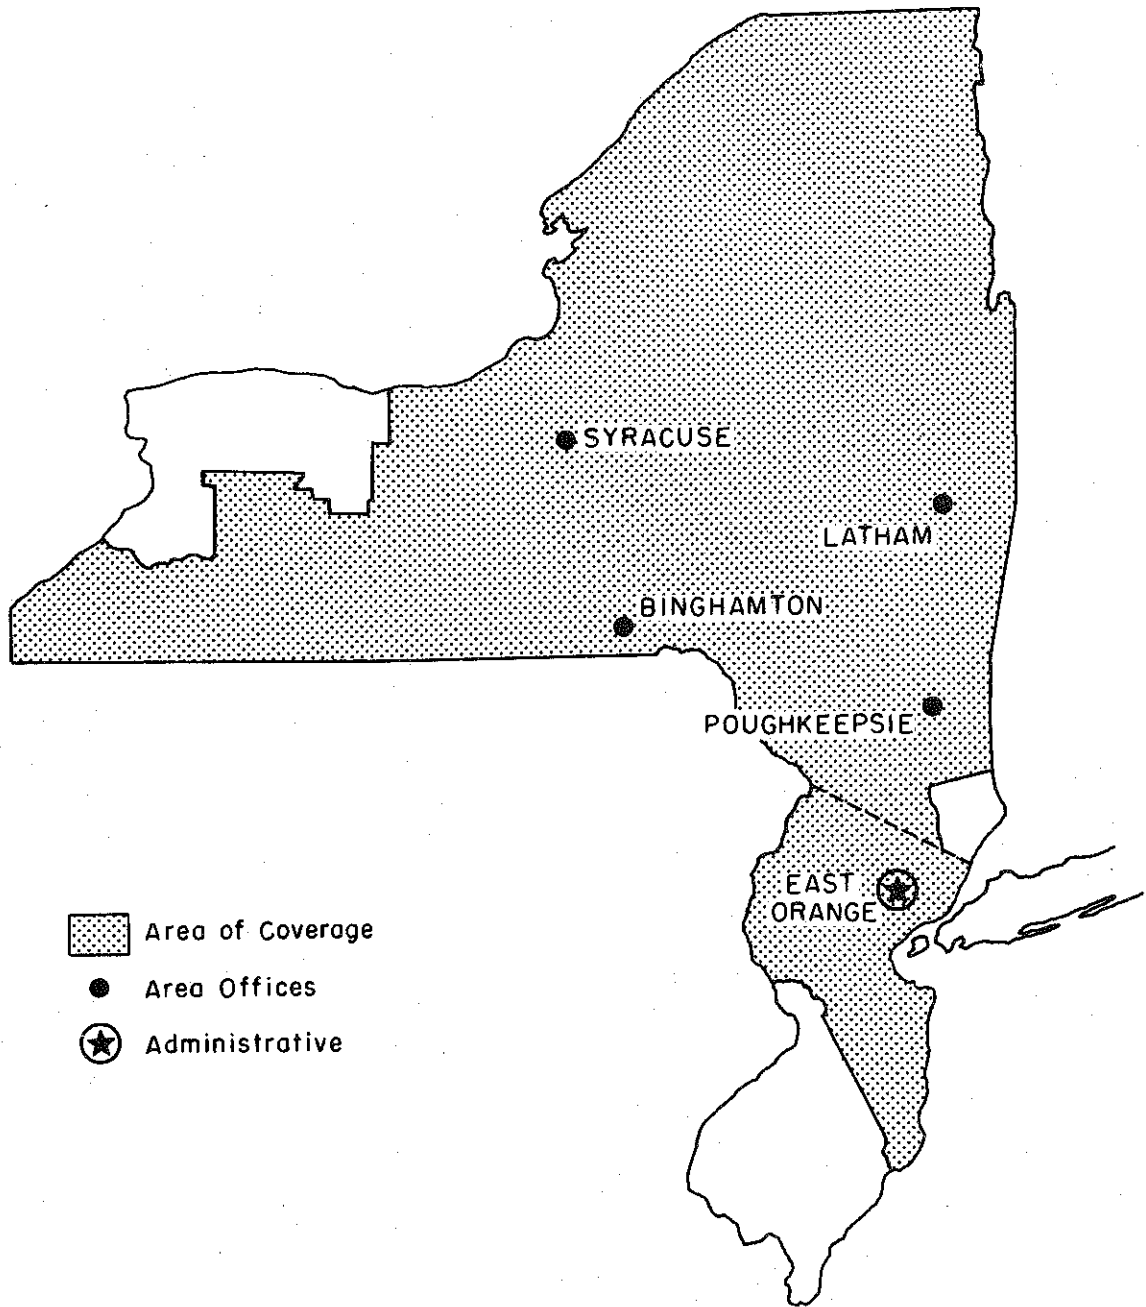 SYRACUSE
LATHAM
BINGHAMTON
POUGHKEEPSIE
EAST
ORANGE
Area of Coverage
Area Offices
Administrative